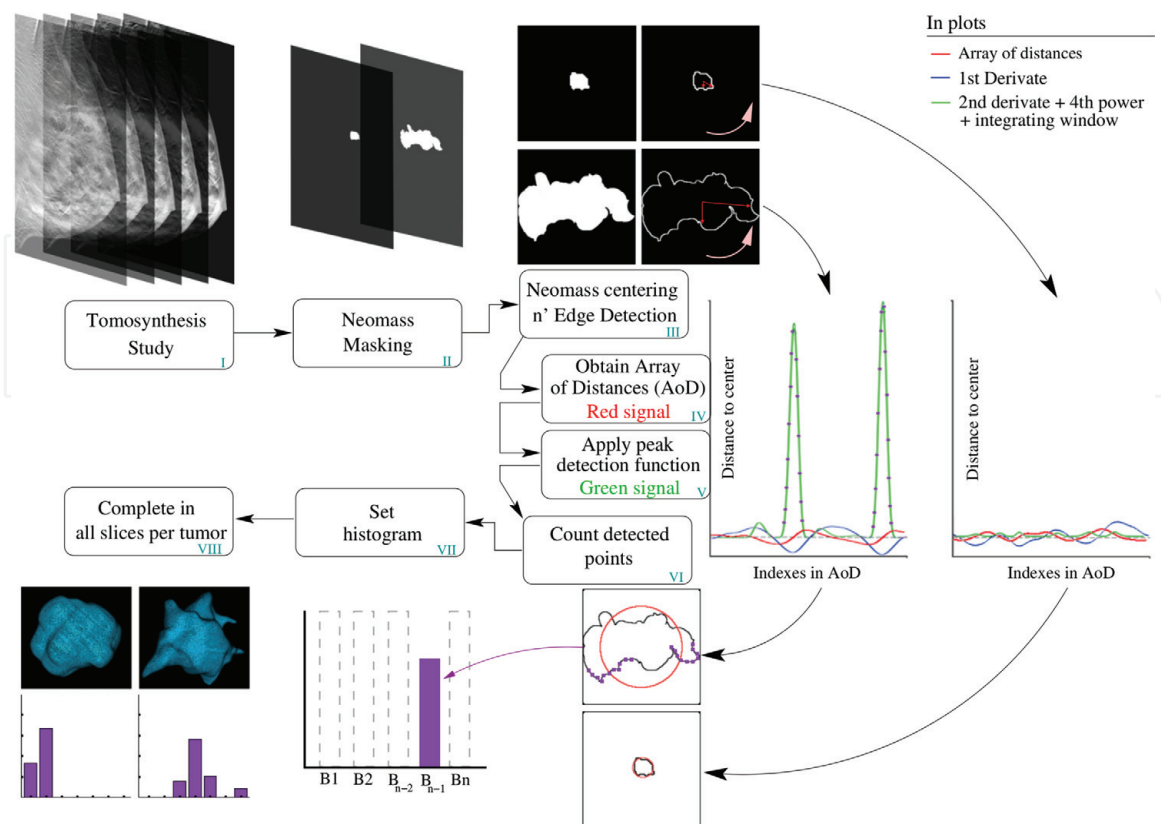 In plots
Array of distances
1st Derivate
2nd derivate + 4th power
+ integrating window
Tomosynthesis
Study
I
Neomass
Masking
II
Neomass centering
n' Edge Detection
III
Obtain Array
of Distances (AoD)
Red signal
IV
Apply peak
detection function
Green signal
V
Count detected
points
VI
Set
histogram
VII
Complete in
all slices per tumor
VIII
Distance to center
Indexes in AoD
Distance to center
Indexes in AoD
B1 B2 Bn-2 Bn-1 Bn